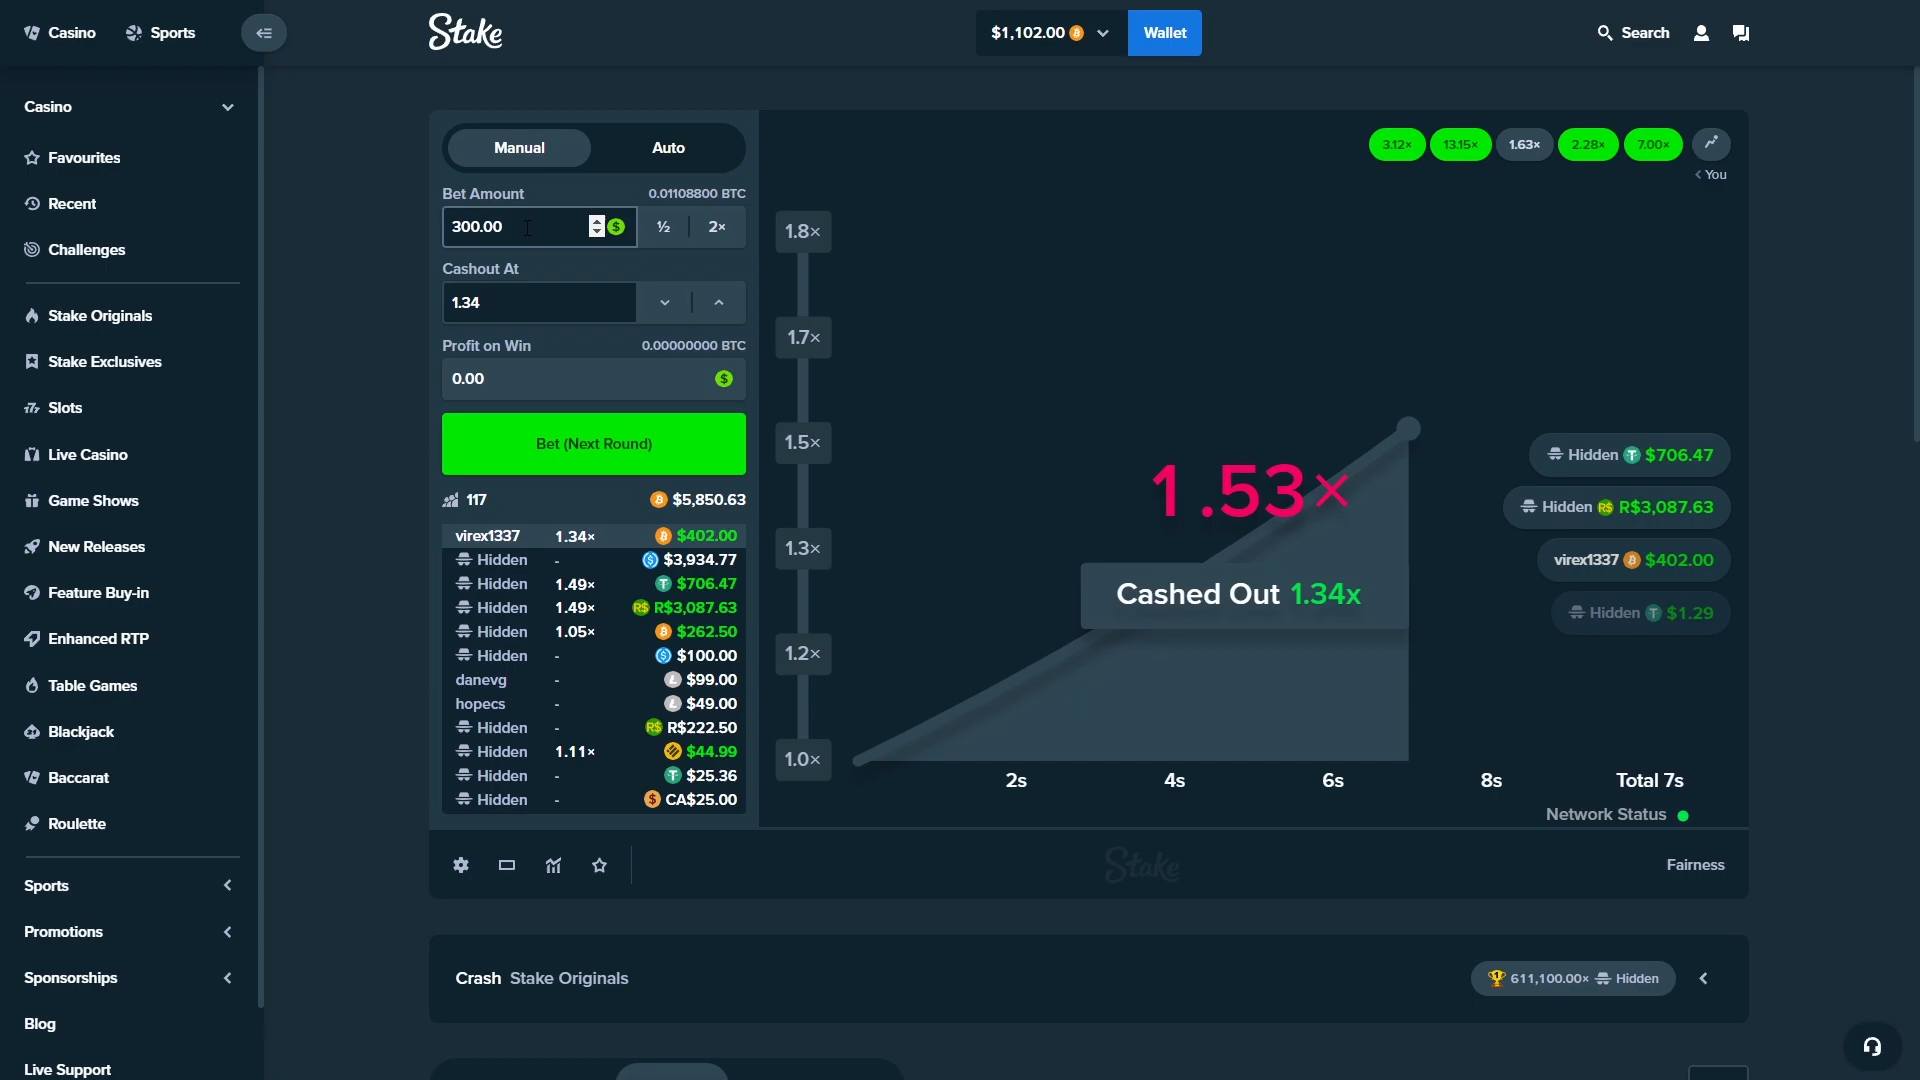 Casino
Sports
Stake
$1,102.00
Wallet
Search
Casino
Favourites
Recent
Challenges
Stake Originals
Stake Exclusives
Slots
Live Casino
Game Shows
New Releases
Feature Buy-in
Enhanced RTP
Table Games
Blackjack
Baccarat
Roulette
Sports
Promotions
Sponsorships
Blog
Live Support
Manual
Auto
Bet Amount 0.01108800 BTC
300.00 $ ½ 2×
Cashout At
1.34
Profit on Win 0.00000000 BTC
0.00 $
Bet (Next Round)
117 $5,850.63
virex1337 1.34× $402.00
Hidden - $3,934.77
Hidden 1.49× $706.47
Hidden 1.49× R$ R$3,087.63
Hidden 1.05× $262.50
Hidden - $100.00
danevg - $99.00
hopecs - $49.00
Hidden - R$ R$222.50
Hidden 1.11× $44.99
Hidden - $25.36
Hidden - $ CA$25.00
3.12× 13.15× 1.63× 2.28× 7.00×
You
1.8×
1.7×
1.5×
1.3×
1.2×
1.0×
1.53×
Cashed Out 1.34x
Hidden $706.47
Hidden R$ R$3,087.63
virex1337 $402.00
Hidden $1.29
2s 4s 6s 8s Total 7s
Network Status
Stake
Fairness
Crash Stake Originals
1 611,100.00× Hidden